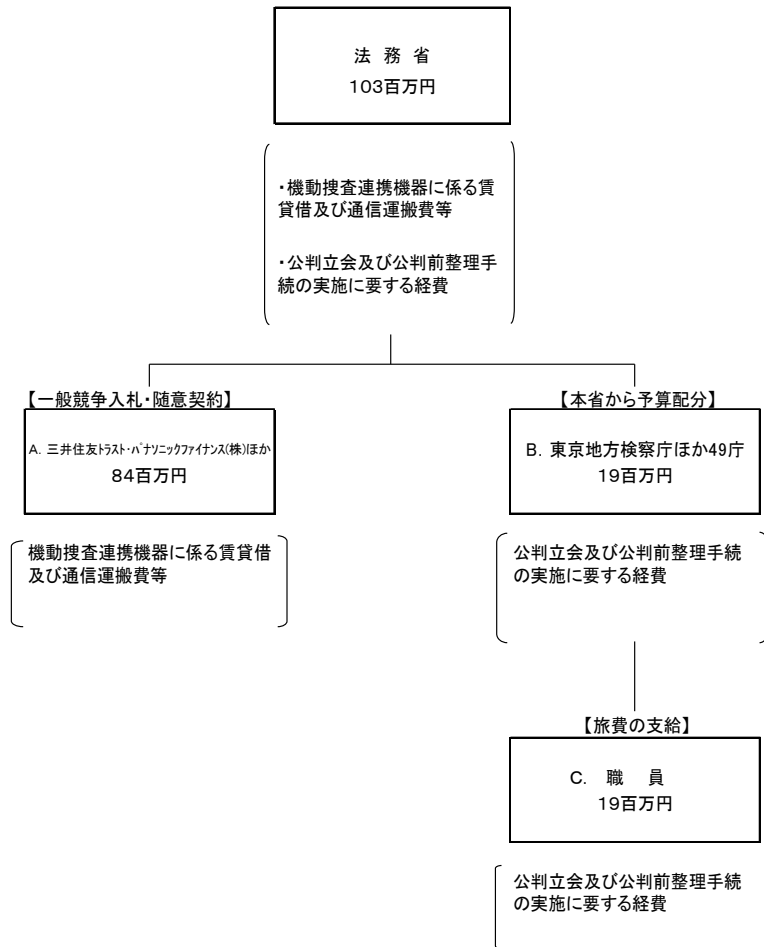 法 務 省
103百万円
・機動捜査連携機器に係る賃
貸借及び通信運搬費等
・公判立会及び公判前整理手
続の実施に要する経費
【一般競争入札・随意契約】
A. 三井住友ﾄﾗｽﾄ・ﾊﾟﾅｿﾆｯｸﾌｧｲﾅﾝｽ(株)ほか
84百万円
機動捜査連携機器に係る賃貸借
及び通信運搬費等
【本省から予算配分】
B. 東京地方検察庁ほか49庁
19百万円
公判立会及び公判前整理手続
の実施に要する経費
【旅費の支給】
C. 職 員
19百万円
公判立会及び公判前整理手続
の実施に要する経費